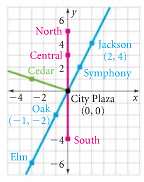 y
6
North
4
Jackson
(2, 4)
Central
Symphony
Cedar
2
−4
−2
x
City Plaza
(0, 0)
Oak
(−1, −2)
−4
South
Elm
−6